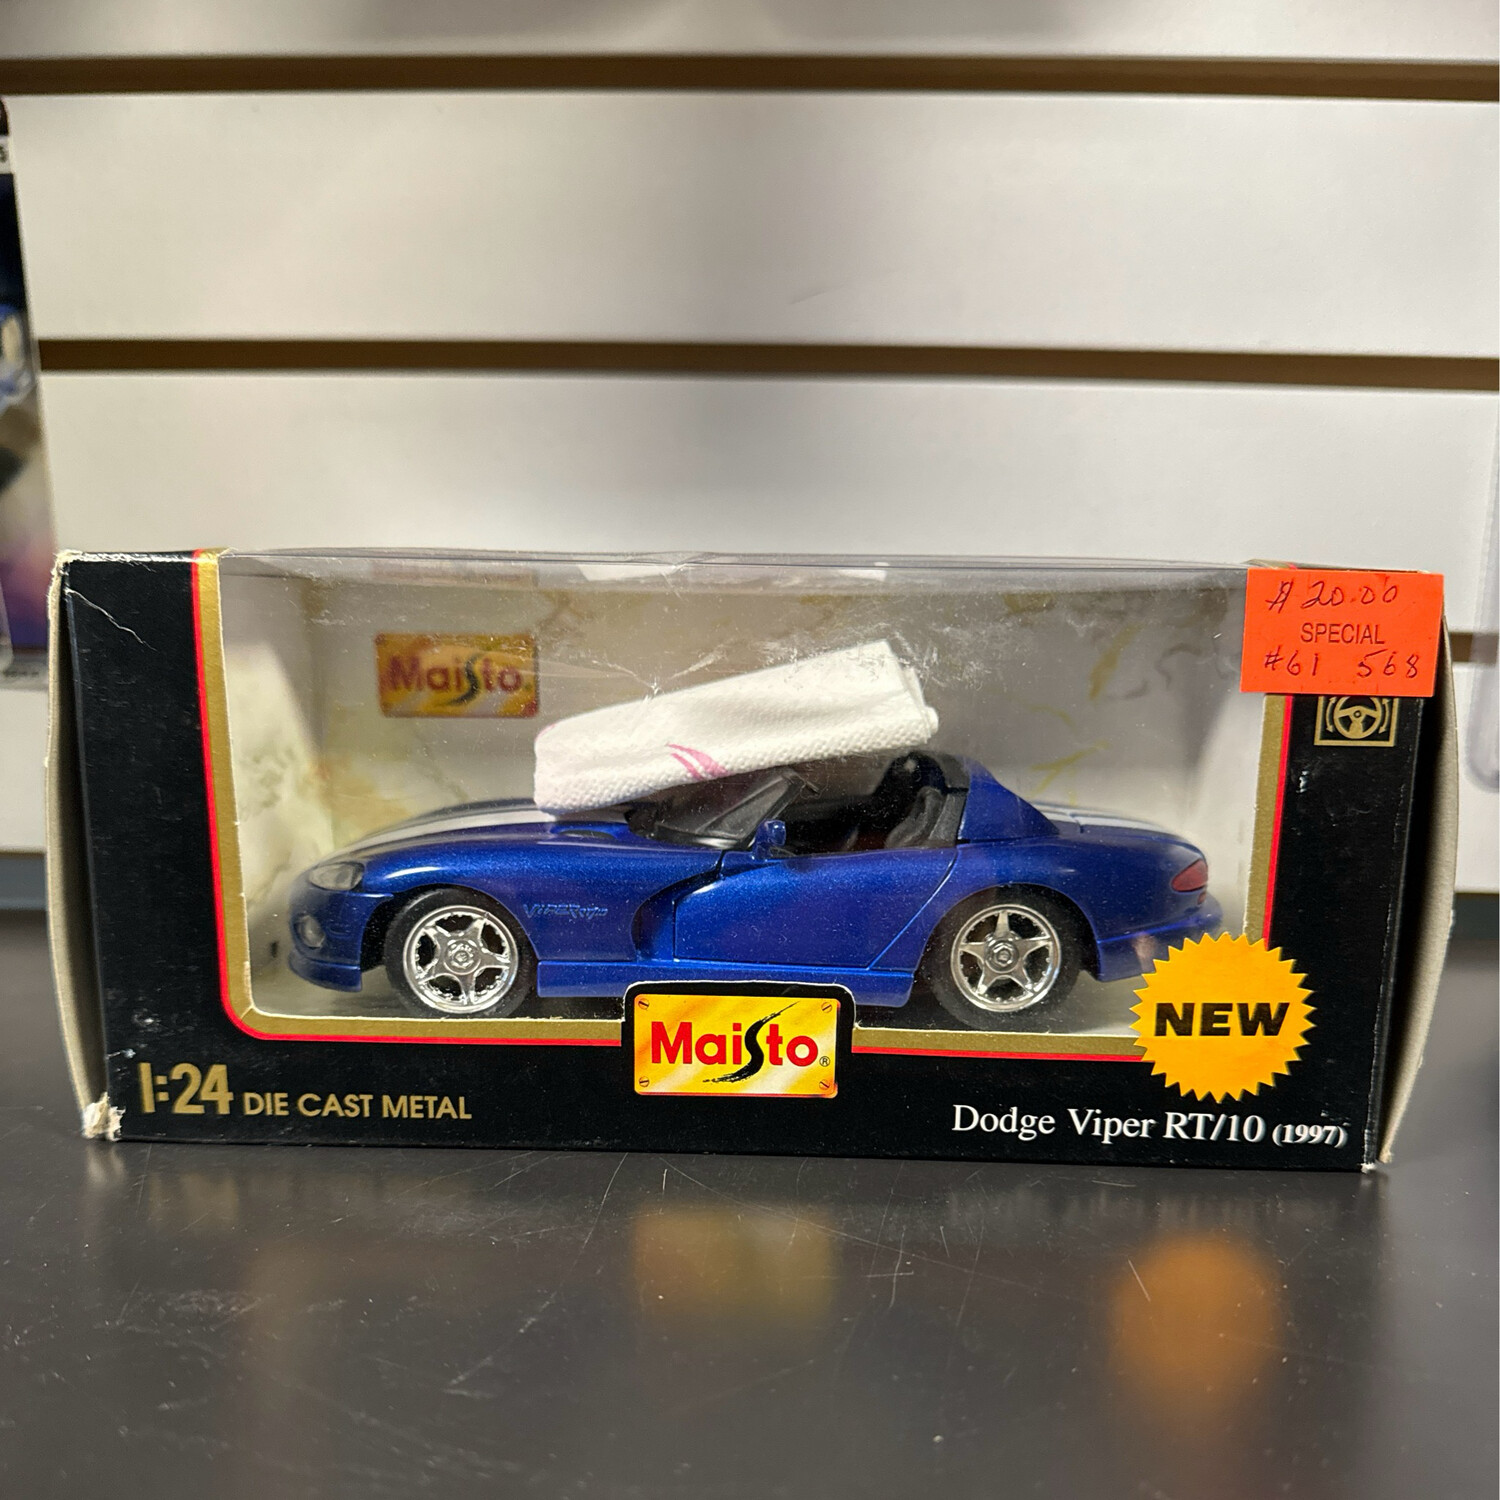 $ 20.00
SPECIAL
#61 568
Maisto
Maisto®
NEW
1:24 DIE CAST METAL
Dodge Viper RT/10 (1997)